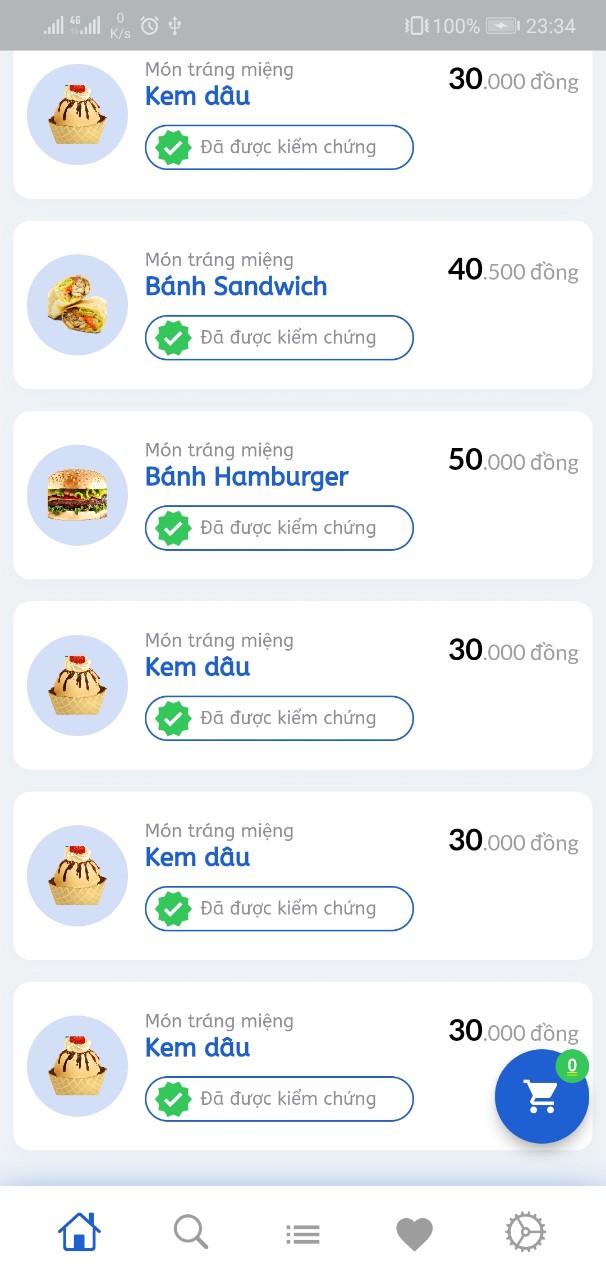 4G 0 K/s 100% 23:34
Món tráng miệng
Kem dâu
30.000 đồng
Đã được kiểm chứng
Món tráng miệng
Bánh Sandwich
40.500 đồng
Đã được kiểm chứng
Món tráng miệng
Bánh Hamburger
50.000 đồng
Đã được kiểm chứng
Món tráng miệng
Kem dâu
30.000 đồng
Đã được kiểm chứng
Món tráng miệng
Kem dâu
30.000 đồng
Đã được kiểm chứng
Món tráng miệng
Kem dâu
30.000 đồng
Đã được kiểm chứng
0